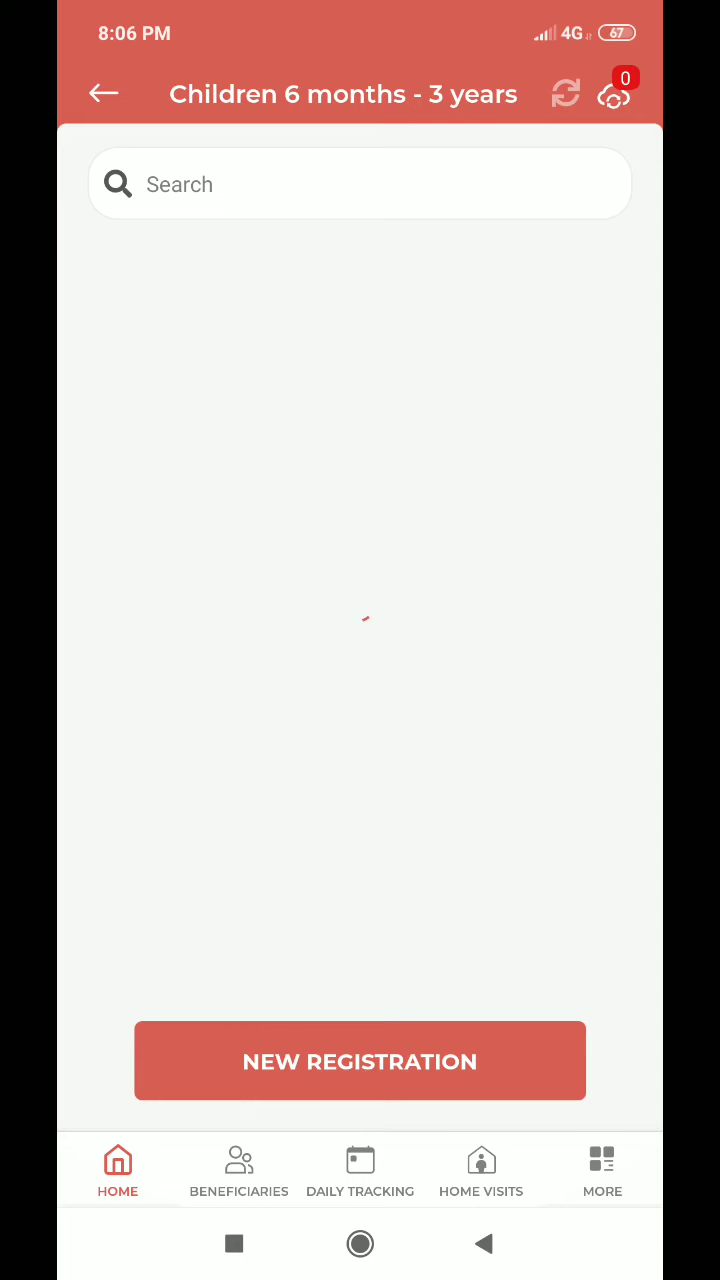 8:06 PM
4G
67
Children 6 months - 3 years
0
Search
NEW REGISTRATION
HOME
BENEFICIARIES
DAILY TRACKING
HOME VISITS
MORE